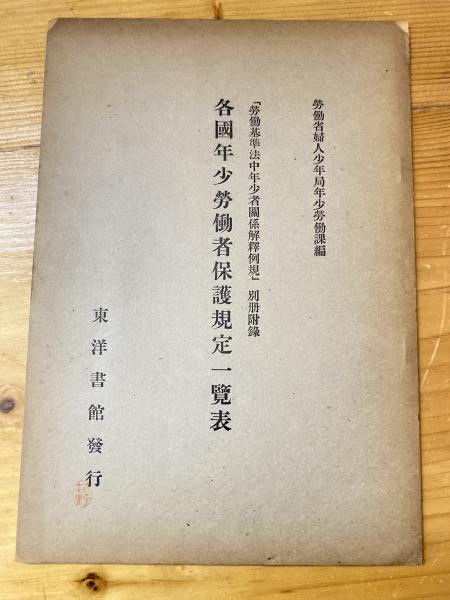 勞働省婦人少年局年少勞働課編
「勞働基準法中年少者關係解釋例規」別册附錄
各國年少勞働者保護規定一覽表
東洋書館發行